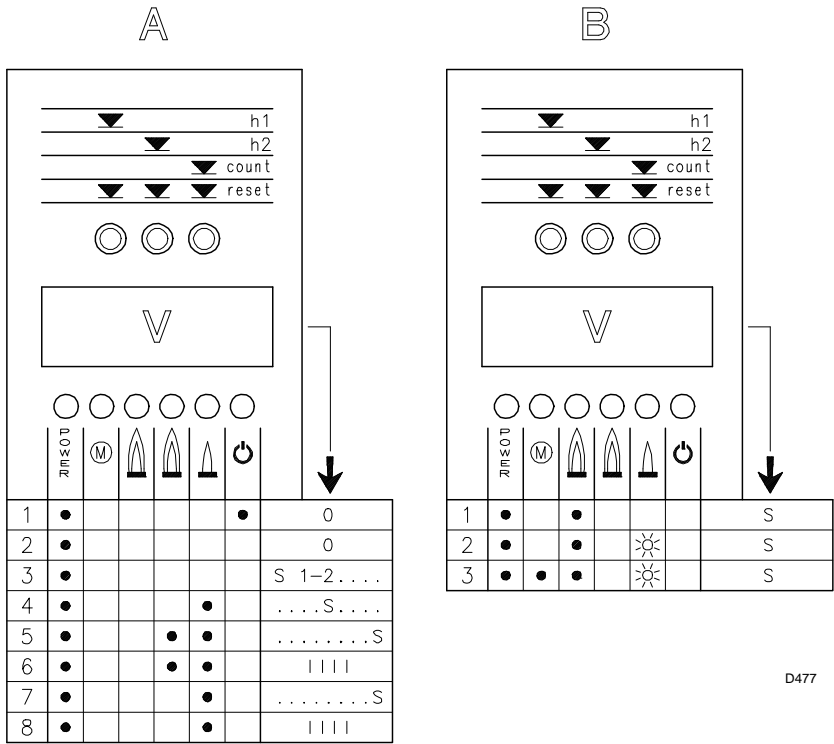 A
h1
h2
count
reset
V
POWER
M
1 0
2 0
3 S 1-2....
4 ....S....
5 ........S
6 IIII
7 ........S
8 IIII
B
h1
h2
count
reset
V
POWER
M
1 S
2 S
3 S
D477